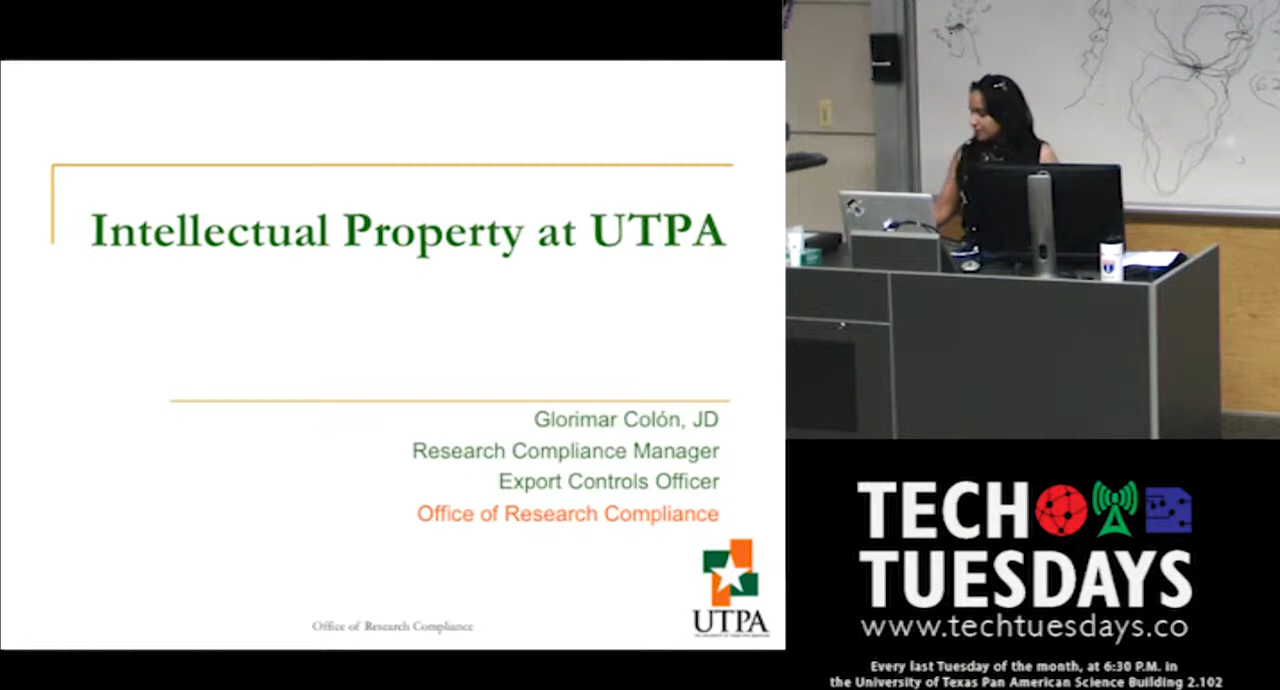 Intellectual Property at UTPA
Glorimar Colón, JD
Research Compliance Manager
Export Controls Officer
Office of Research Compliance
Office of Research Compliance
UTPA
TECH
TUESDAYS
www.techtuesdays.co
Every last Tuesday of the month, at 6:30 P.M. in
the University of Texas Pan American Science Building 2.102